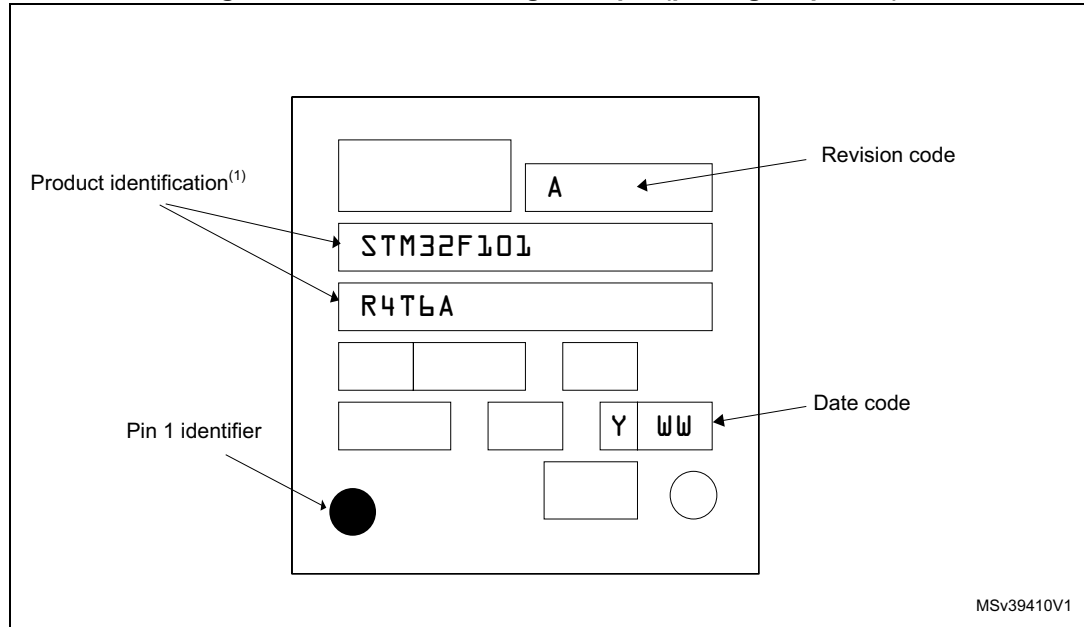 Revision code
A
Product identification(1)
STM32F101
R4T6A
Date code
Y WW
Pin 1 identifier
MSv39410V1